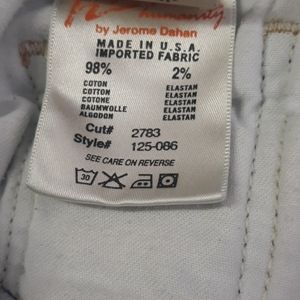 humanity
by Jerome Dahan
MADE IN U.S.A.
IMPORTED FABRIC
98% 2%
COTON ELASTAN
COTTON ELASTAN
COTONE ELASTAN
BAUMWOLLE ELASTAN
ALGODON ELASTAN
Cut# 2783
Style# 125-086
SEE CARE ON REVERSE
30